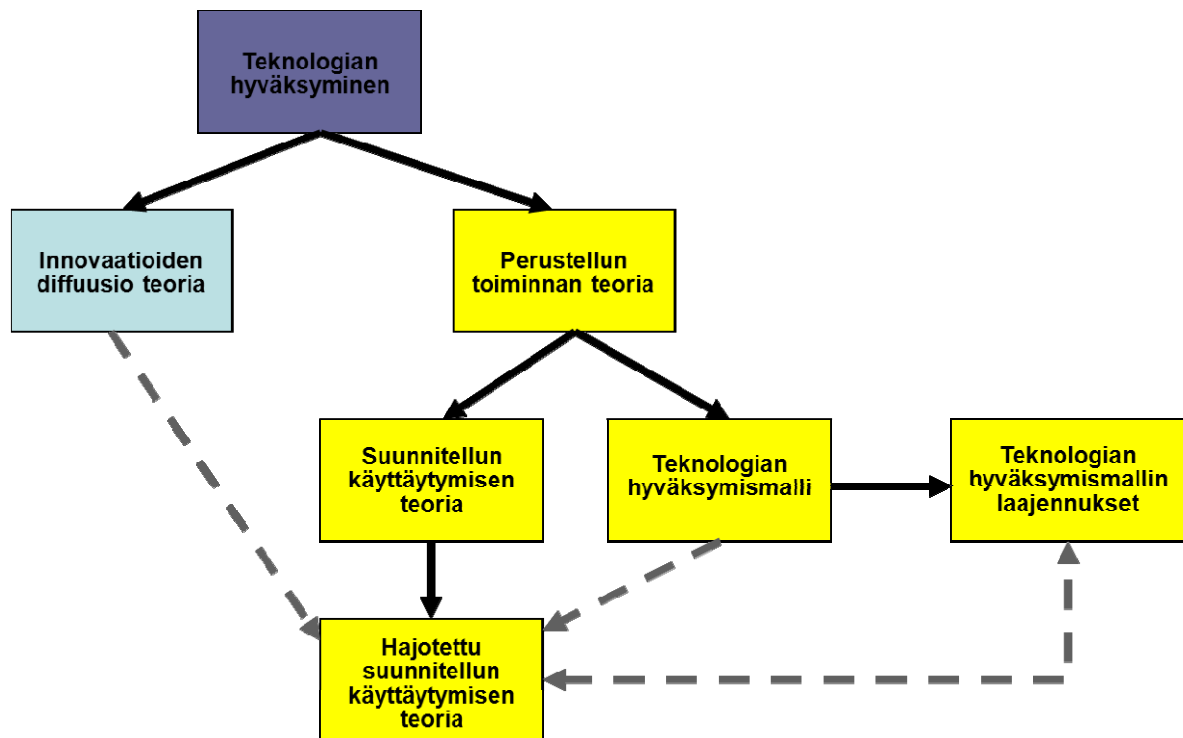 Teknologian
hyväksyminen
Innovaatioiden
diffuusio teoria
Perustellun
toiminnan teoria
Suunnitellun
käyttäytymisen
teoria
Teknologian
hyväksymismalli
Teknologian
hyväksymismallin
laajennukset
Hajotettu
suunnitellun
käyttäytymisen
teoria